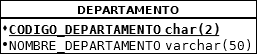 DEPARTAMENTO
•CODIGO_DEPARTAMENTO char(2)
•NOMBRE_DEPARTAMENTO varchar(50)